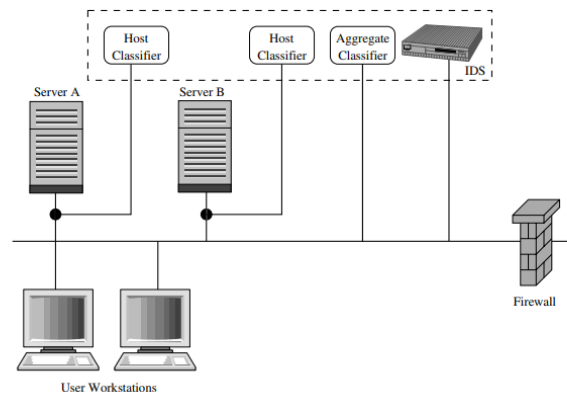 Host
Classifier
Host
Classifier
Aggregate
Classifier
IDS
Server A
Server B
Firewall
User Workstations